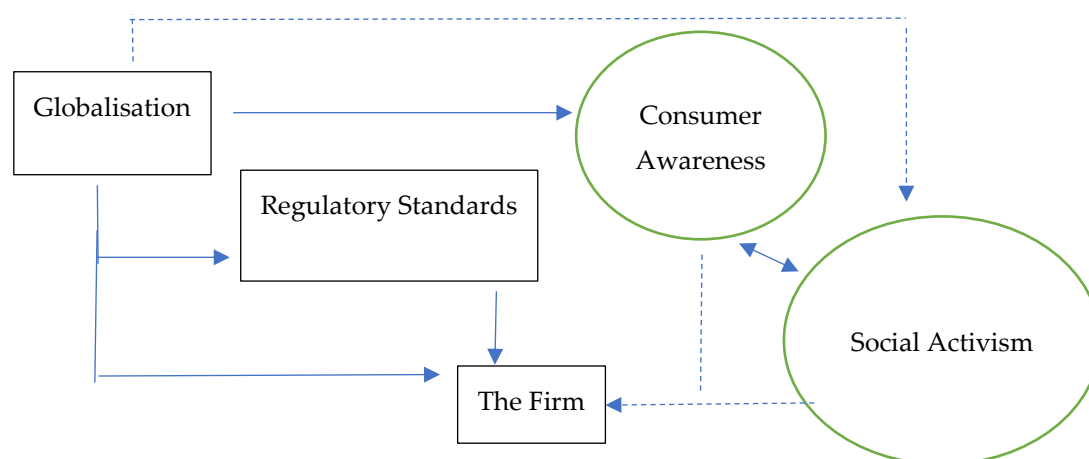 Globalisation
Consumer
Awareness
Regulatory Standards
Social Activism
The Firm